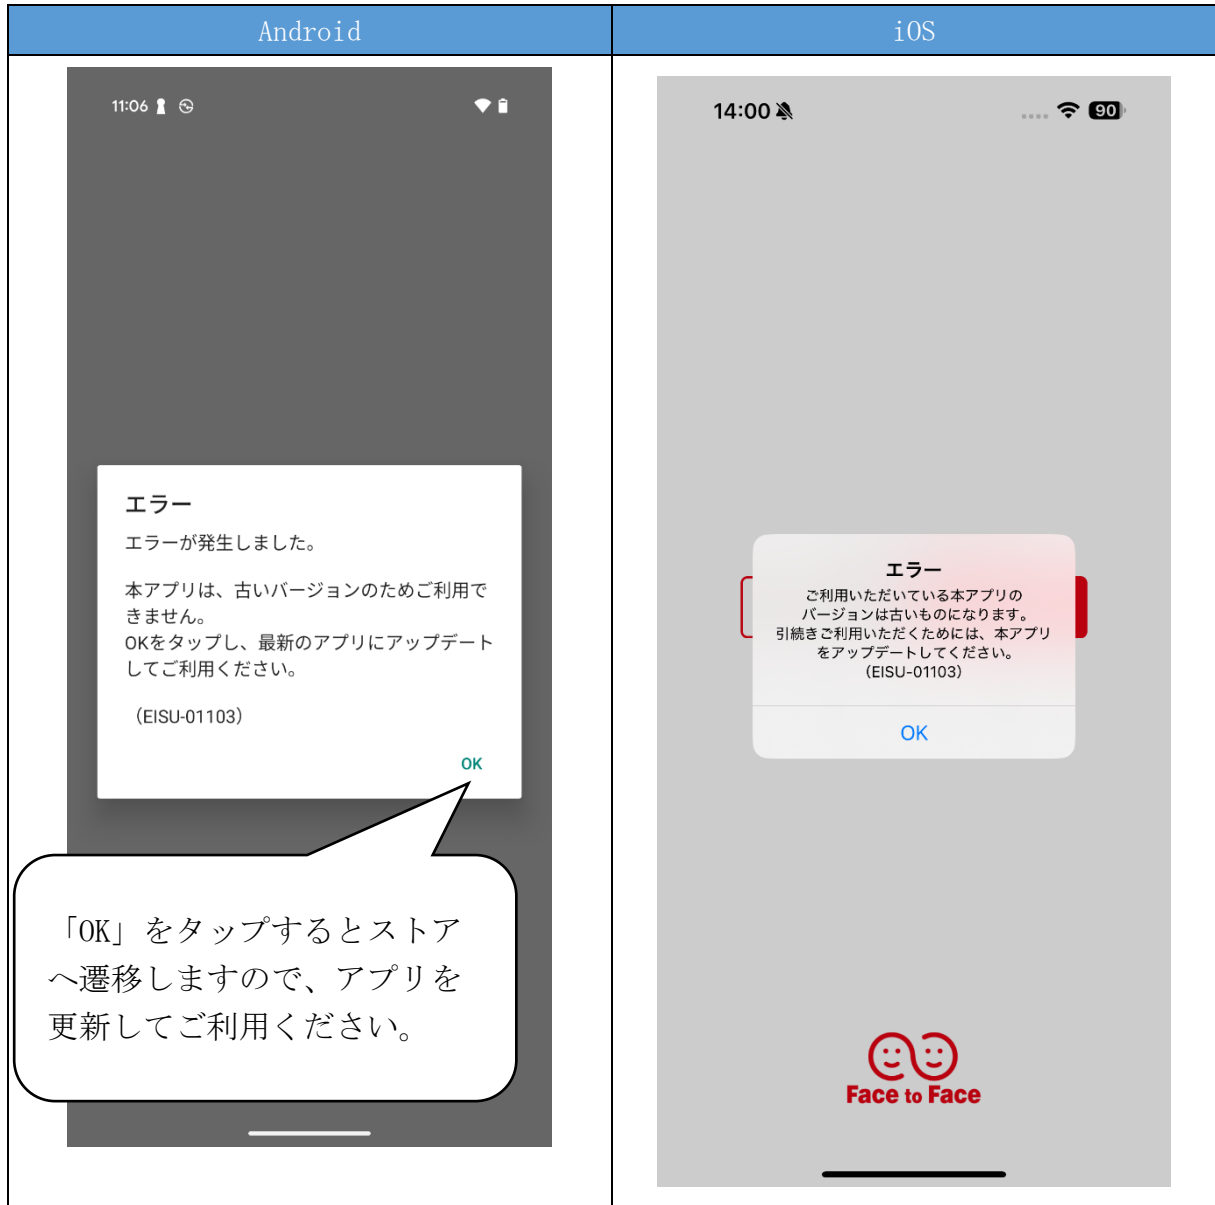 Android
iOS
11:06
エラー
エラーが発生しました。
本アプリは、古いバージョンのためご利用で
きません。
OKをタップし、最新のアプリにアップデート
してご利用ください。
（EISU-01103）
OK
「OK」をタップするとストア
へ遷移しますので、アプリを
更新してご利用ください。
14:00
90
エラー
ご利用いただいている本アプリの
バージョンは古いものになります。
引続きご利用いただくためには、本アプリ
をアップデートしてください。
（EISU-01103）
OK
Face to Face